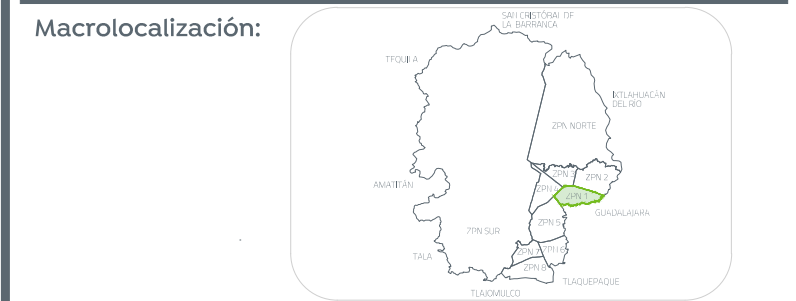 Macrolocalización:
SAN CRISTÓBAL DE
LA BARRANCA
TEQUILA
IXTLAHUACÁN
DEL RÍO
ZPN NORTE
ZPN 3
ZPN 2
AMATITÁN
ZPN 4
ZPN 1
GUADALAJARA
ZPN 5
ZPN SUR
ZPN 7
ZPN 6
TALA
ZPN 8
TLAQUEPAQUE
TLAJOMULCO